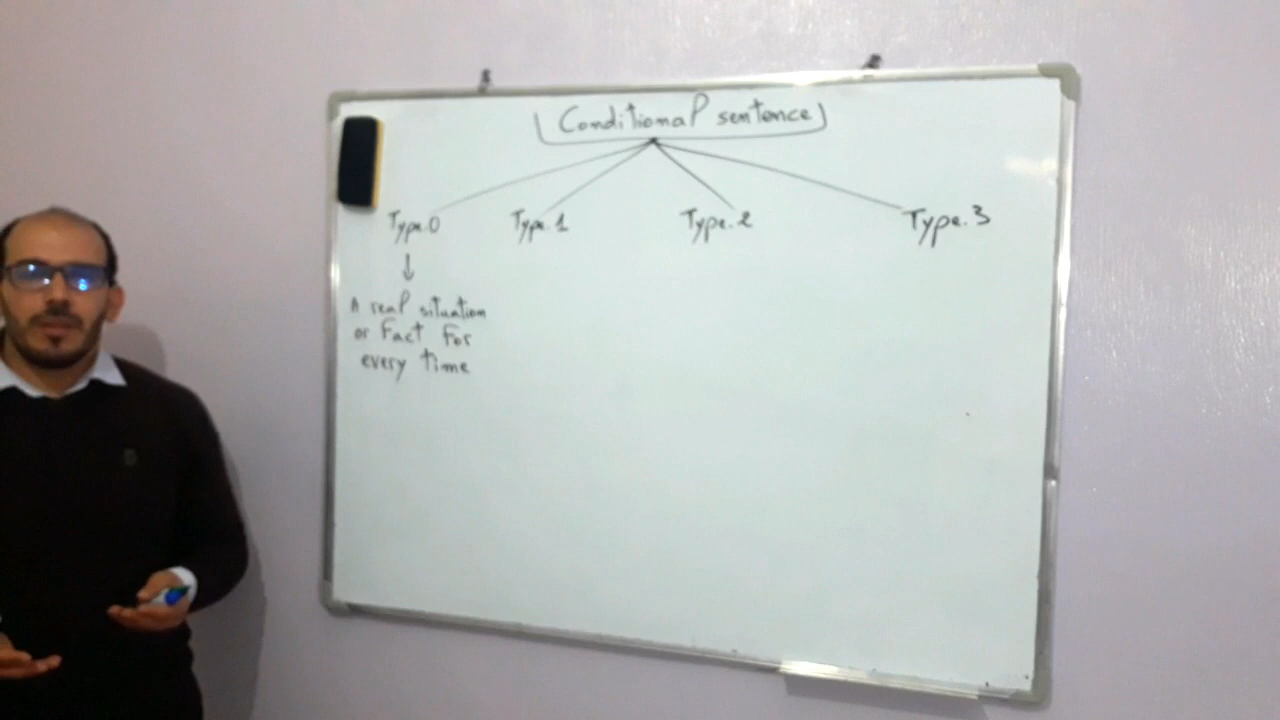 Conditional sentence
Type.0 Type.1 Type.2 Type.3
A real situation
or Fact For
every time